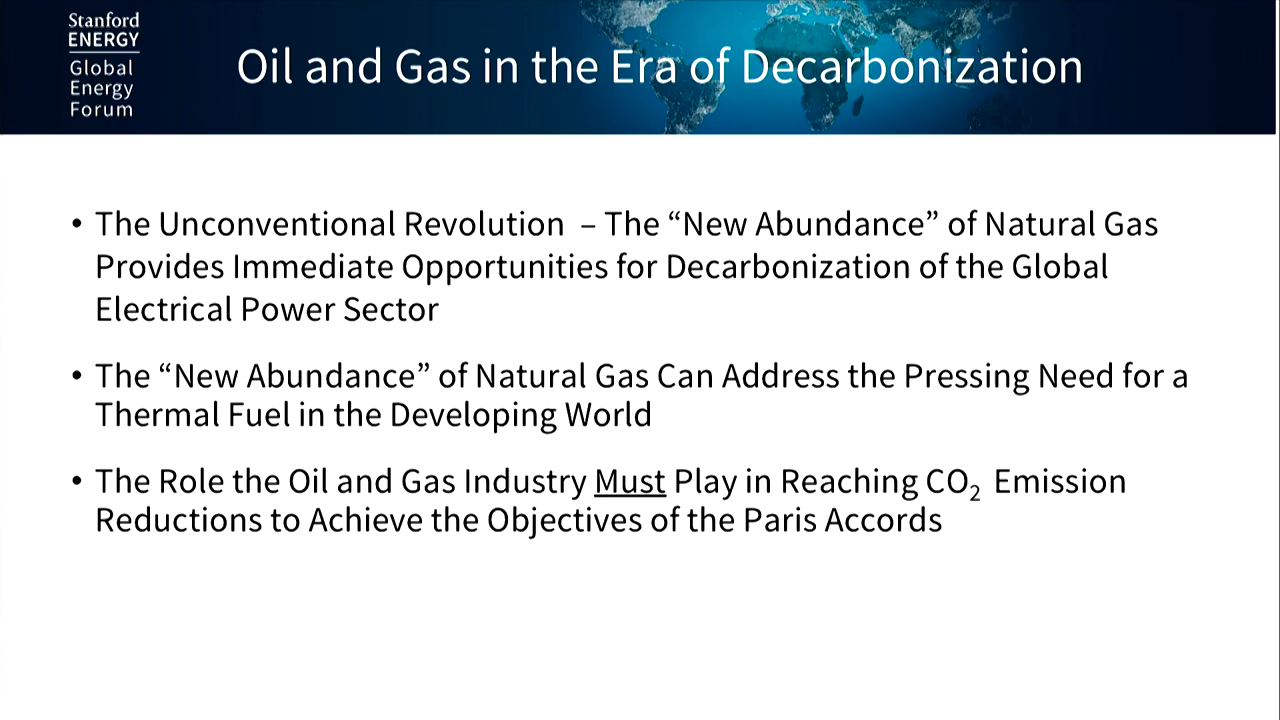 Stanford
ENERGY
Global
Energy
Forum
Oil and Gas in the Era of Decarbonization
• The Unconventional Revolution – The “New Abundance” of Natural Gas
Provides Immediate Opportunities for Decarbonization of the Global
Electrical Power Sector
• The “New Abundance” of Natural Gas Can Address the Pressing Need for a
Thermal Fuel in the Developing World
• The Role the Oil and Gas Industry Must Play in Reaching CO₂ Emission
Reductions to Achieve the Objectives of the Paris Accords